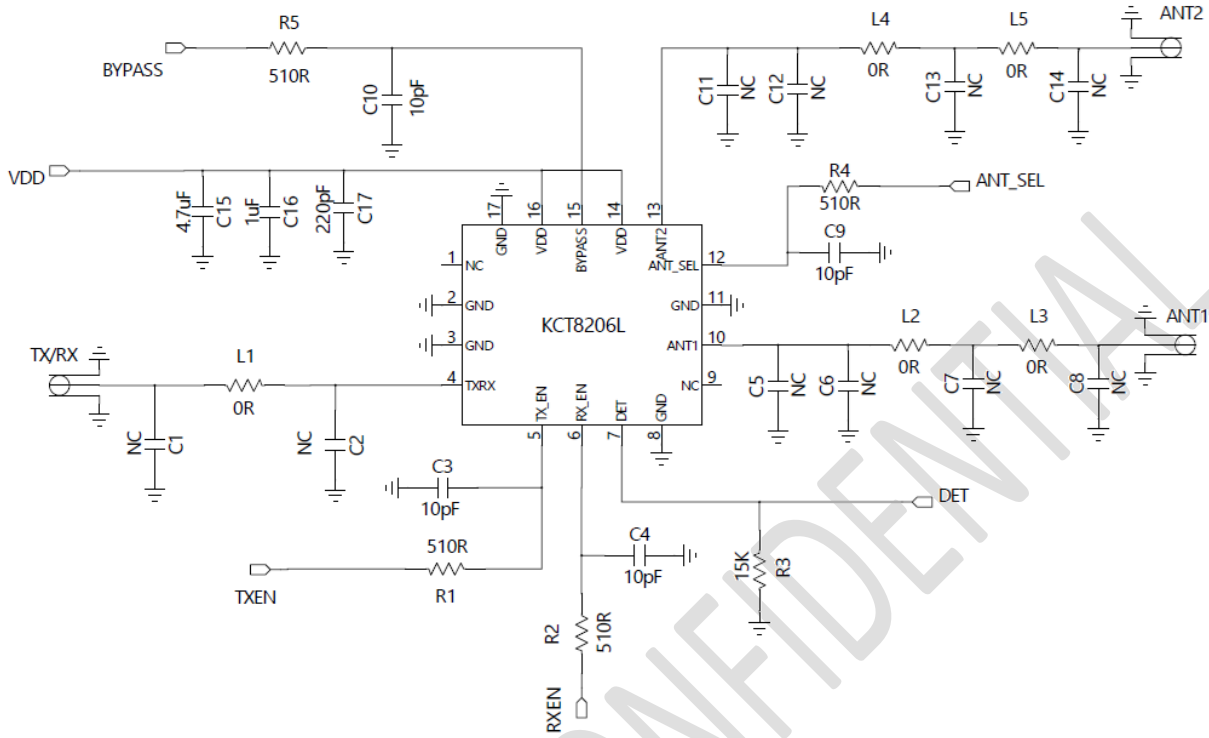 R5
510R
BYPASS
C10
10pF
L4
0R
L5
0R
ANT2
C11
NC
C12
NC
C13
NC
C14
NC
VDD
4.7uF
C15
1uF
C16
220pF
C17
R4
510R
ANT_SEL
C9
10pF
17
16
15
14
13
GND
VDD
BYPASS
VDD
ANT2
1
NC
ANT_SEL
12
2
GND
GND
11
KCT8206L
3
GND
ANT1
10
4
TXRX
NC
9
TX_EN
RX_EN
DET
GND
5
6
7
8
TX/RX
L1
0R
NC
C1
NC
C2
L2
0R
L3
0R
ANT1
C5
NC
C6
NC
C7
NC
C8
NC
C3
10pF
510R
R1
TXEN
C4
10pF
R2
510R
RXEN
DET
15K
R3
ONFIDENTIAL